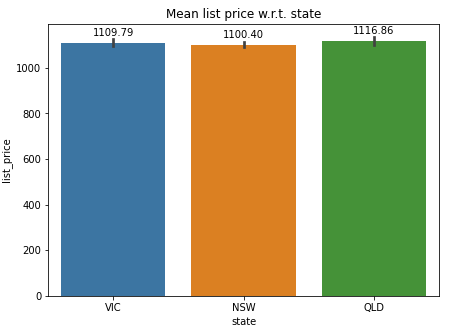 Mean list price w.r.t. state
1109.79
1100.40
1116.86
list_price
1000
800
600
400
200
0
VIC
NSW
QLD
state